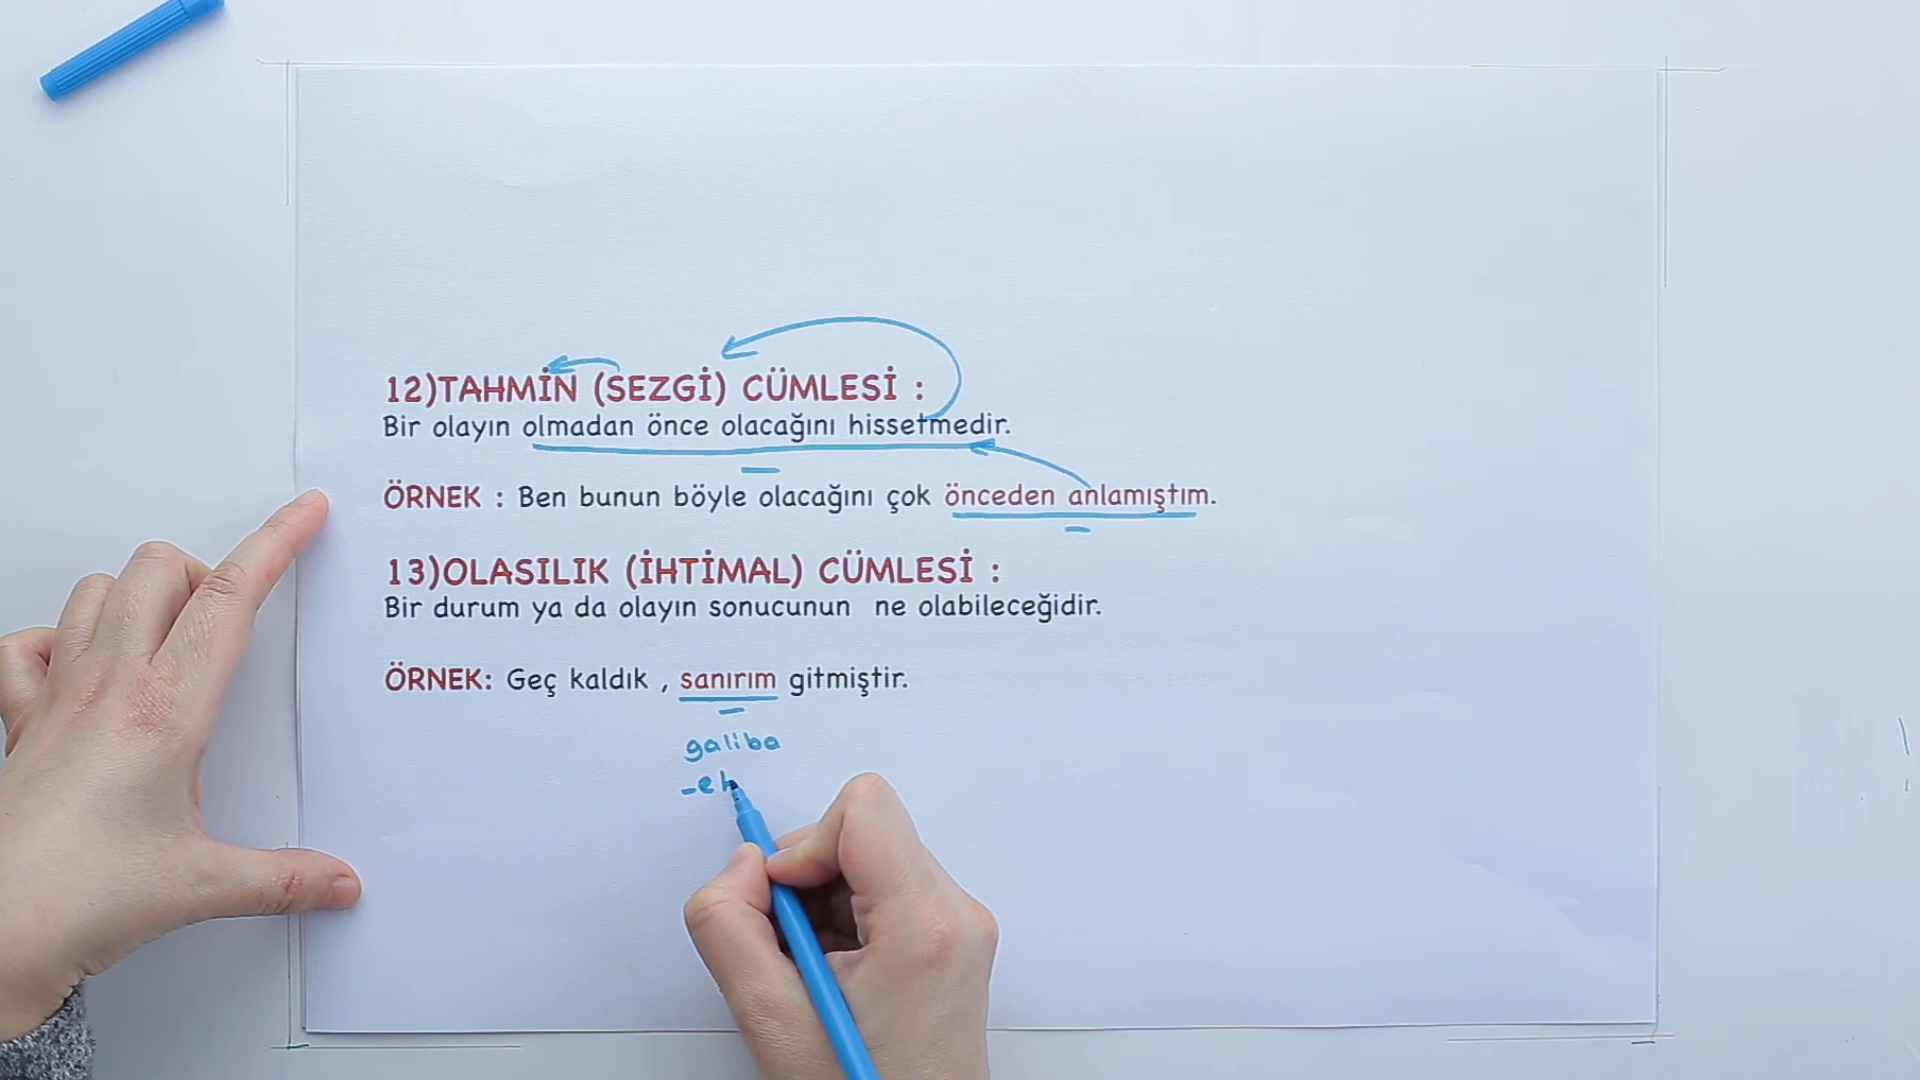 12)TAHMİN (SEZGİ) CÜMLESİ :
Bir olayın olmadan önce olacağını hissetmedir.
ÖRNEK : Ben bunun böyle olacağını çok önceden anlamıştım.
13)OLASILIK (İHTİMAL) CÜMLESİ :
Bir durum ya da olayın sonucunun ne olabileceğidir.
ÖRNEK: Geç kaldık , sanırım gitmiştir.
galiba